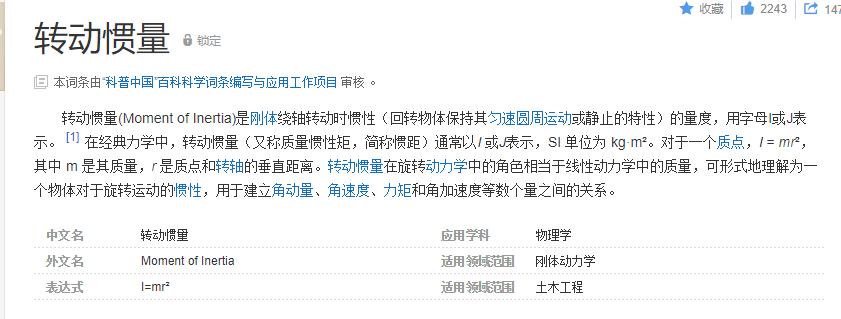 收藏 2243 147
转动惯量 锁定
本词条由“科普中国”百科科学词条编写与应用工作项目 审核 。
转动惯量(Moment of Inertia)是刚体绕轴转动时惯性（回转物体保持其匀速圆周运动或静止的特性）的量度，用字母I或J表
示。 [1] 在经典力学中，转动惯量（又称质量惯性矩，简称惯距）通常以I 或J表示，SI 单位为 kg·m²。对于一个质点，I = mr²，
其中 m 是其质量，r 是质点和转轴的垂直距离。转动惯量在旋转动力学中的角色相当于线性动力学中的质量，可形式地理解为一
个物体对于旋转运动的惯性，用于建立角动量、角速度、力矩和角加速度等数个量之间的关系。
中文名 转动惯量 应用学科 物理学
外文名 Moment of Inertia 适用领域范围 刚体动力学
表达式 I=mr² 适用领域范围 土木工程